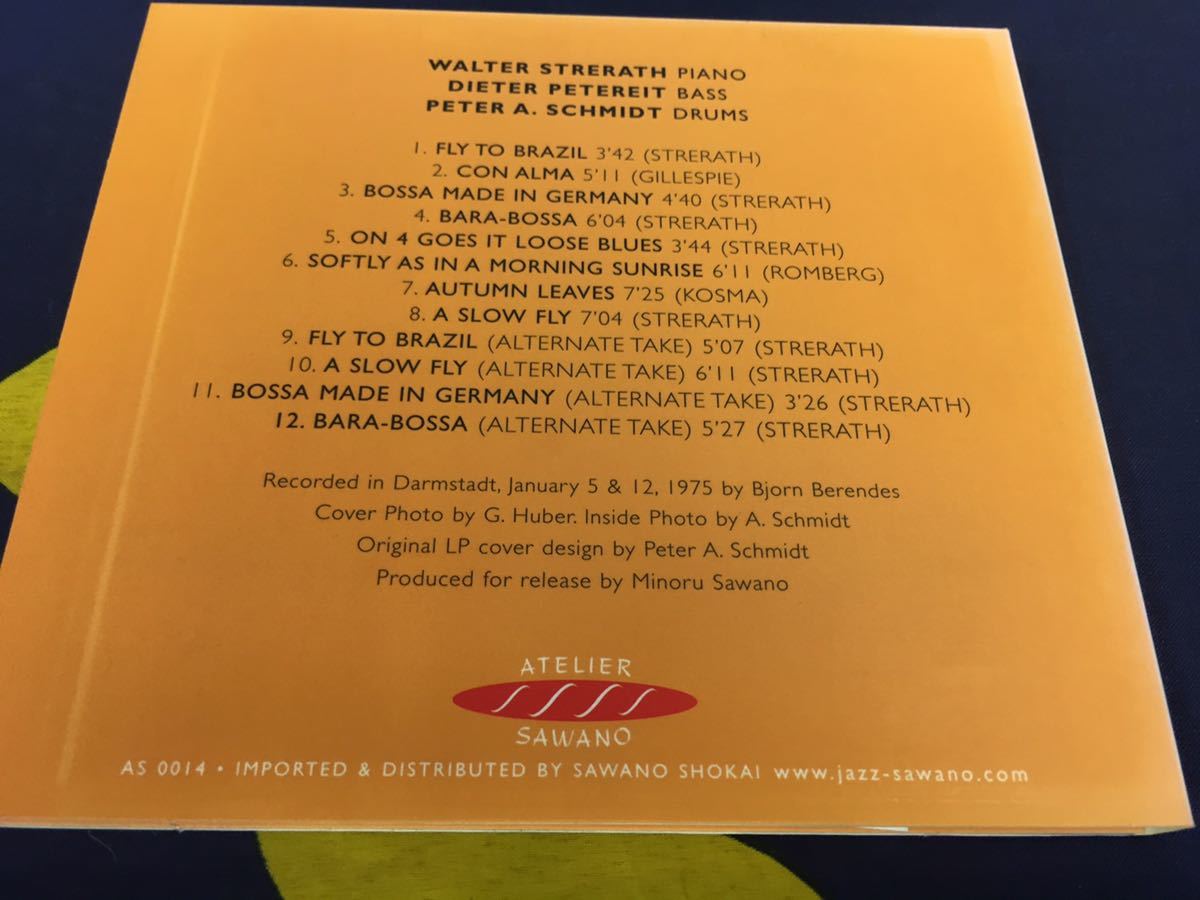 WALTER STRERATH PIANO
DIETER PETEREIT BASS
PETER A. SCHMIDT DRUMS
1. FLY TO BRAZIL 3'42 (STRERATH)
2. CON ALMA 5'11 (GILLESPIE)
3. BOSSA MADE IN GERMANY 4'40 (STRERATH)
4. BARA-BOSSA 6'04 (STRERATH)
5. ON 4 GOES IT LOOSE BLUES 3'44 (STRERATH)
6. SOFTLY AS IN A MORNING SUNRISE 6'11 (ROMBERG)
7. AUTUMN LEAVES 7'25 (KOSMA)
8. A SLOW FLY 7'04 (STRERATH)
9. FLY TO BRAZIL (ALTERNATE TAKE) 5'07 (STRERATH)
10. A SLOW FLY (ALTERNATE TAKE) 6'11 (STRERATH)
11. BOSSA MADE IN GERMANY (ALTERNATE TAKE) 3'26 (STRERATH)
12. BARA-BOSSA (ALTERNATE TAKE) 5'27 (STRERATH)
Recorded in Darmstadt, January 5 & 12, 1975 by Bjorn Berendes
Cover Photo by G. Huber. Inside Photo by A. Schmidt
Original LP cover design by Peter A. Schmidt
Produced for release by Minoru Sawano
ATELIER
SAWANO
AS 0014 • IMPORTED & DISTRIBUTED BY SAWANO SHOKAI www.jazz-sawano.com